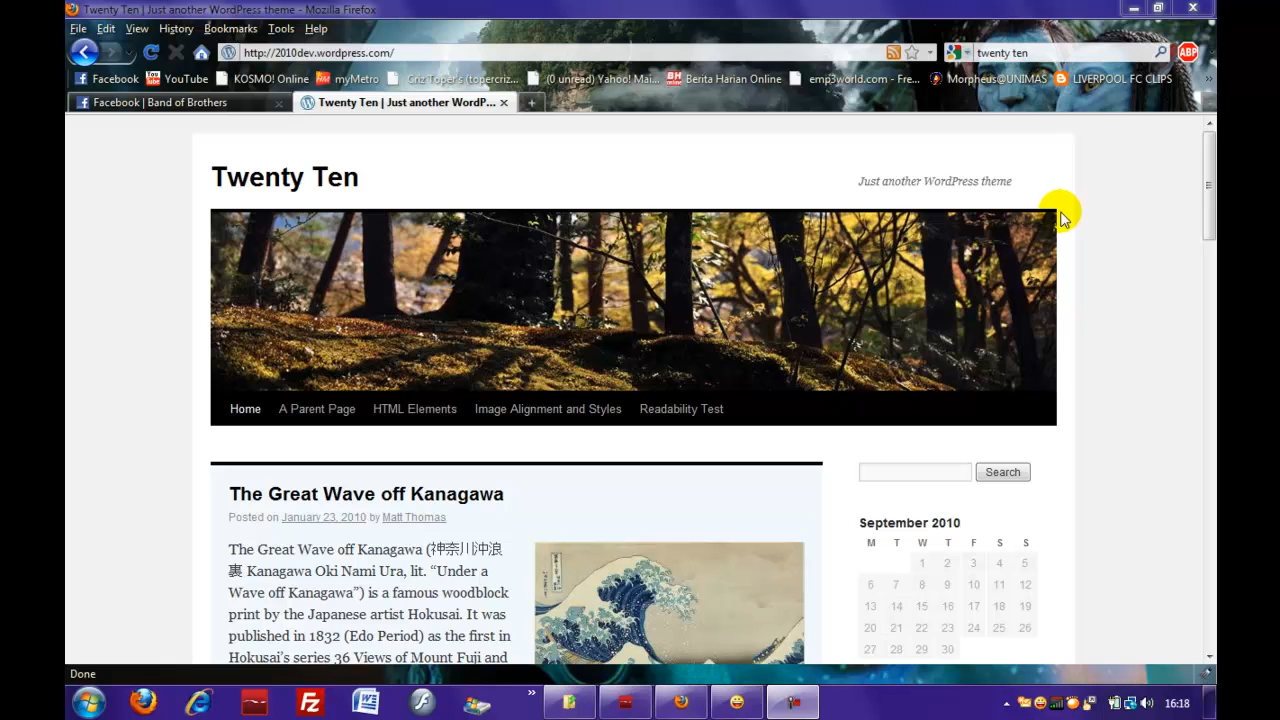 Twenty Ten | Just another WordPress theme - Mozilla Firefox
File Edit View History Bookmarks Tools Help
http://2010dev.wordpress.com/
twenty ten
ABP
Facebook YouTube KOSMO! Online myMetro Criz Toper's (topercriz... (0 unread) Yahoo! Mai... Berita Harian Online emp3world.com - Fre... Morpheus@UNIMAS LIVERPOOL FC CLIPS
Facebook | Band of Brothers
Twenty Ten | Just another WordP...
Twenty Ten
Just another WordPress theme
Home A Parent Page HTML Elements Image Alignment and Styles Readability Test
The Great Wave off Kanagawa
Posted on January 23, 2010 by Matt Thomas
The Great Wave off Kanagawa (神奈川沖浪
裏 Kanagawa Oki Nami Ura, lit. “Under a
Wave off Kanagawa”) is a famous woodblock
print by the Japanese artist Hokusai. It was
published in 1832 (Edo Period) as the first in
Hokusai’s series 36 Views of Mount Fuji and
Search
September 2010
M T W T F S S
1 2 3 4 5
6 7 8 9 10 11 12
13 14 15 16 17 18 19
20 21 22 23 24 25 26
27 28 29 30
Done
16:18